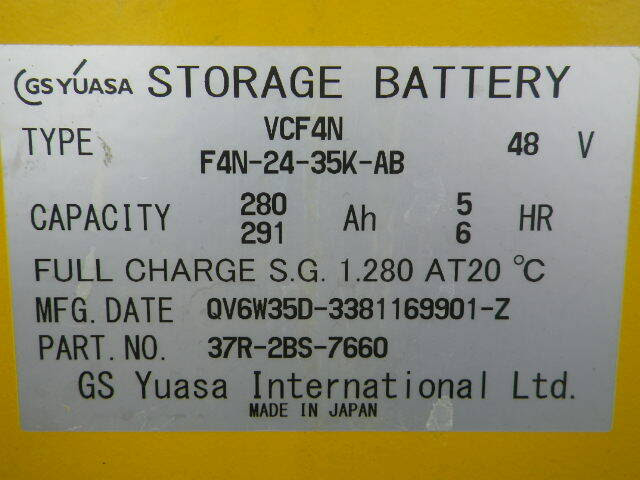 GS YUASA STORAGE BATTERY
TYPE VCF4N 48 V
F4N-24-35K-AB
CAPACITY 280 Ah 5 HR
291 6
FULL CHARGE S.G. 1.280 AT 20 °C
MFG. DATE QV6W35D-3381169901-Z
PART. NO. 37R-2BS-7660
GS Yuasa International Ltd.
MADE IN JAPAN